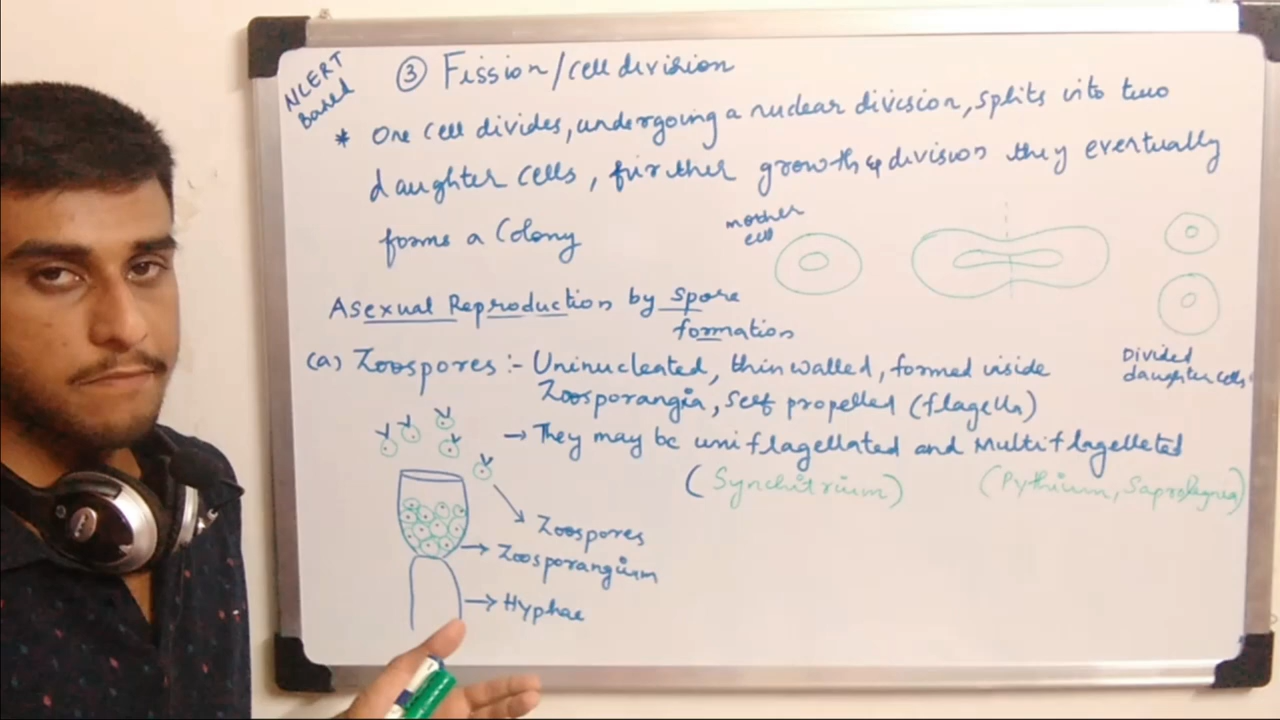 NCERT
Based
③ Fission/cell division
* One cell divides, undergoing a nuclear division, splits into two
daughter cells, further growth & division they eventually
forms a Colony
mother
cell
Divided
daughter cells
Asexual Reproduction by Spore
formation
(a) Zoospores :- Uninucleated, thin walled, formed inside
Zoosporangia, Self propelled (flagella)
→ They may be uniflagellated and Multiflagelleted
(Synchitrium) (Pythium, Saprolegnia)
Zoospores
Zoosporangium
Hyphae